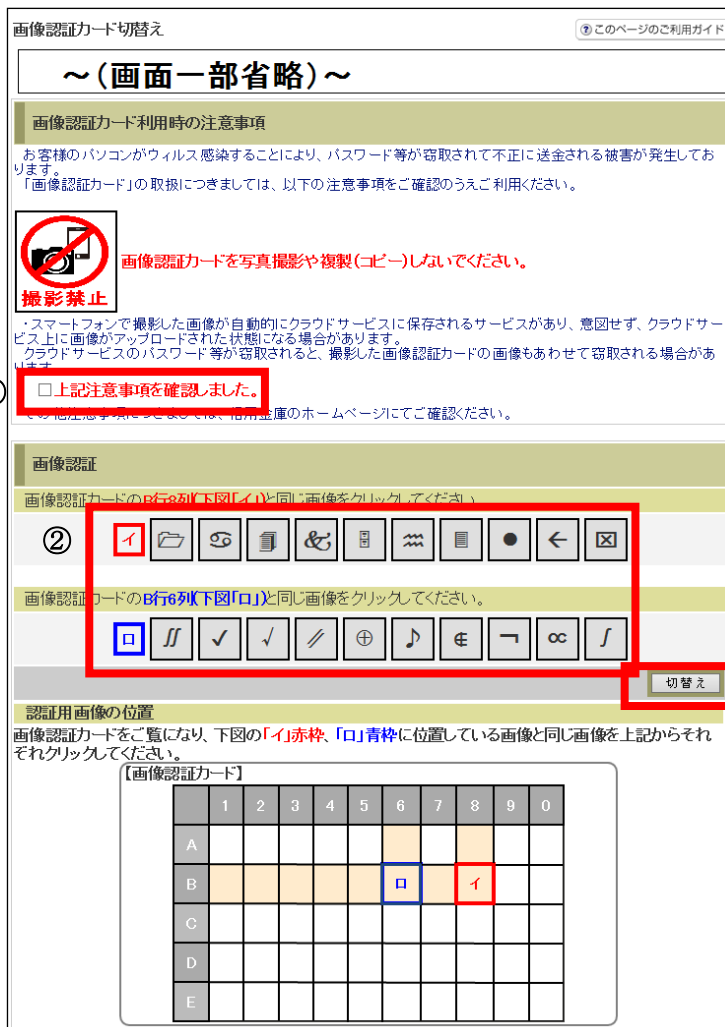 画像認証カード切替え
?このページのご利用ガイド
～(画面一部省略)～
画像認証カード利用時の注意事項
お客様のパソコンがウィルス感染することにより、パスワード等が窃取されて不正に送金される被害が発生してお
ります。
「画像認証カード」の取扱につきましては、以下の注意事項をご確認のうえご利用ください。
画像認証カードを写真撮影や複製(コピー)しないでください。
撮影禁止
・スマートフォンで撮影した画像が自動的にクラウドサービスに保存されるサービスがあり、意図せず、クラウドサー
ビス上に画像がアップロードされた状態になる場合があります。
クラウドサービスのパスワード等が窃取されると、撮影した画像認証カードの画像もあわせて窃取される場合があ
ります。
□上記注意事項を確認しました。
その他注意事項につきましては、信用金庫のホームページにてご確認ください。
画像認証
画像認証カードのB行8列(下図「イ」)と同じ画像をクリックしてください
②
イ
画像認証カードのB行6列(下図「ロ」)と同じ画像をクリックしてください。
ロ ∬ ✓ √ ⫽ ⊕ ♪ ⋲ ¬ ∝ ∫
切替え
認証用画像の位置
画像認証カードをご覧になり、下図の「イ」赤枠、「ロ」青枠に位置している画像と同じ画像を上記からそれ
ぞれクリックしてください。
【画像認証カード】
1 2 3 4 5 6 7 8 9 0
A
B ロ イ
C
D
E